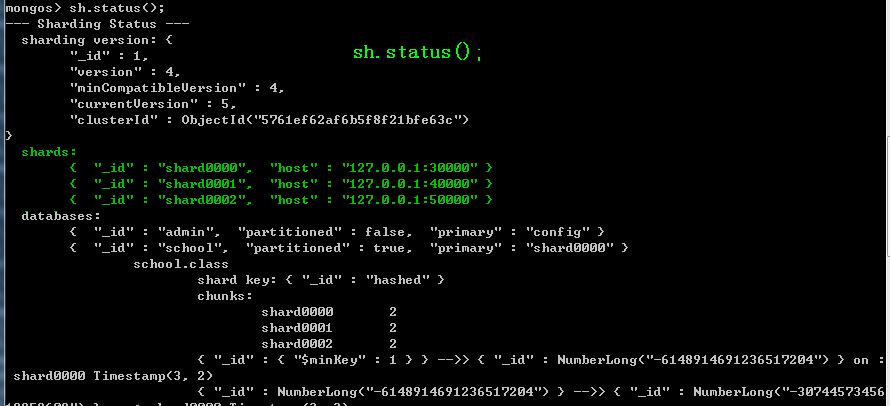 mongos> sh.status();
--- Sharding Status ---
sharding version: {
"_id" : 1,
sh.status();
"version" : 4,
"minCompatibleVersion" : 4,
"currentVersion" : 5,
"clusterId" : ObjectId("5761ef62af6b5f8f21bfe63c")
}
shards:
{ "_id" : "shard0000", "host" : "127.0.0.1:30000" }
{ "_id" : "shard0001", "host" : "127.0.0.1:40000" }
{ "_id" : "shard0002", "host" : "127.0.0.1:50000" }
databases:
{ "_id" : "admin", "partitioned" : false, "primary" : "config" }
{ "_id" : "school", "partitioned" : true, "primary" : "shard0000" }
school.class
shard key: { "_id" : "hashed" }
chunks:
shard0000 2
shard0001 2
shard0002 2
{ "_id" : { "$minKey" : 1 } } -->> { "_id" : NumberLong("-6148914691236517204") } on :
shard0000 Timestamp(3, 2)
{ "_id" : NumberLong("-6148914691236517204") } -->> { "_id" : NumberLong("-30744573456